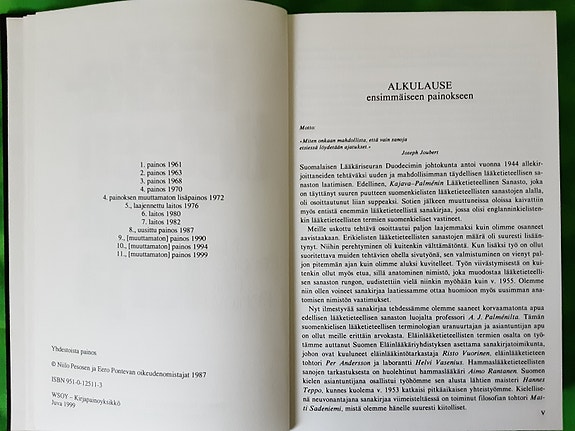 1. painos 1961
2. painos 1963
3. painos 1968
4. painos 1970
4. painoksen muuttamaton lisäpainos 1972
5., laajennettu laitos 1976
6. laitos 1980
7. laitos 1982
8., uusittu painos 1987
9., [muuttamaton] painos 1990
10., [muuttamaton] painos 1994
11., [muuttamaton] painos 1999
Yhdestoista painos
© Niilo Pesosen ja Eero Pontevan oikeudenomistajat 1987
ISBN 951-0-12511-3
WSOY – Kirjapainoyksikkö
Juva 1999
ALKULAUSE
ensimmäiseen painokseen
Motto:
»Miten onkaan mahdollista, että vain sanoja
etsiessä löydetään ajatukset.»
Joseph Joubert
Suomalaisen Lääkäriseuran Duodecimin johtokunta antoi vuonna 1944 allekir-
joittaneiden tehtäväksi uuden ja mahdollisimman täydellisen lääketieteellisen sa-
naston laatimisen. Edellinen, Kajava–Palménin Lääketieteellinen Sanasto, joka
on täyttänyt suuren puutteen suomenkielisten lääketieteellisten sanastojen alalla,
oli osoittautunut liian suppeaksi. Sotien jälkeen muuttuneissa oloissa kaivattiin
myös entistä enemmän lääketieteellistä sanakirjaa, jossa olisi englanninkielisten-
kin lääketieteellisten termien suomenkieliset vastineet.
Meille uskottu tehtävä osoittautui paljon laajemmaksi kuin olimme osanneet
aavistaakaan. Erikielisten lääketieteellisten sanastojen määrä oli suuresti lisään-
tynyt. Niihin perehtyminen oli kuitenkin välttämätöntä. Kun lisäksi työ on ollut
suoritettava muiden tehtävien ohella sivutyönä, sen valmistuminen on vienyt pal-
jon pitemmän ajan kuin olimme aluksi kuvitelleet. Työn viivästymisestä on kui-
tenkin ollut myös etua, sillä anatominen nimistö, joka muodostaa lääketieteelli-
sen sanaston rungon, uudistettiin vielä niinkin myöhään kuin v. 1955. Olemme
niin ollen voineet sanakirjaa laatiessamme ottaa huomioon myös uusimman ana-
tomisen nimistön vaatimukset.
Nyt ilmestyvää sanakirjaa tehdessämme olemme saaneet korvaamatonta apua
edellisen lääketieteellisen sanaston luojalta professori A. J. Palménilta. Tämän
suomenkielisen lääketieteellisen terminologian uranuurtajan ja asiantuntijan apu
on ollut meille erittäin arvokasta. Eläinlääketieteellisten termien osalta on työ-
tämme auttanut Suomen Eläinlääkäriyhdistyksen asettama sanakirjatoimikunta,
johon ovat kuuluneet eläinlääkintötarkastaja Risto Vuorinen, eläinlääketieteen
tohtori Per Andersson ja laborantti Helvi Vasenius. Hammaslääketieteellisten
sanojen tarkastuksesta on huolehtinut hammaslääkäri Aimo Rantanen. Suomen
kielen asiantuntijana osallistui työhömme sen alusta lähtien maisteri Hannes
Teppo, kunnes kuolema v. 1953 katkaisi pitkäaikaisen yhteistyömme. Kielellise-
nä neuvonantajana sanakirjaa viimeisteltäessä on toiminut filosofian tohtori Mati-
ti Sadeniemi, mistä olemme hänelle suuresti kiitolliset.
V